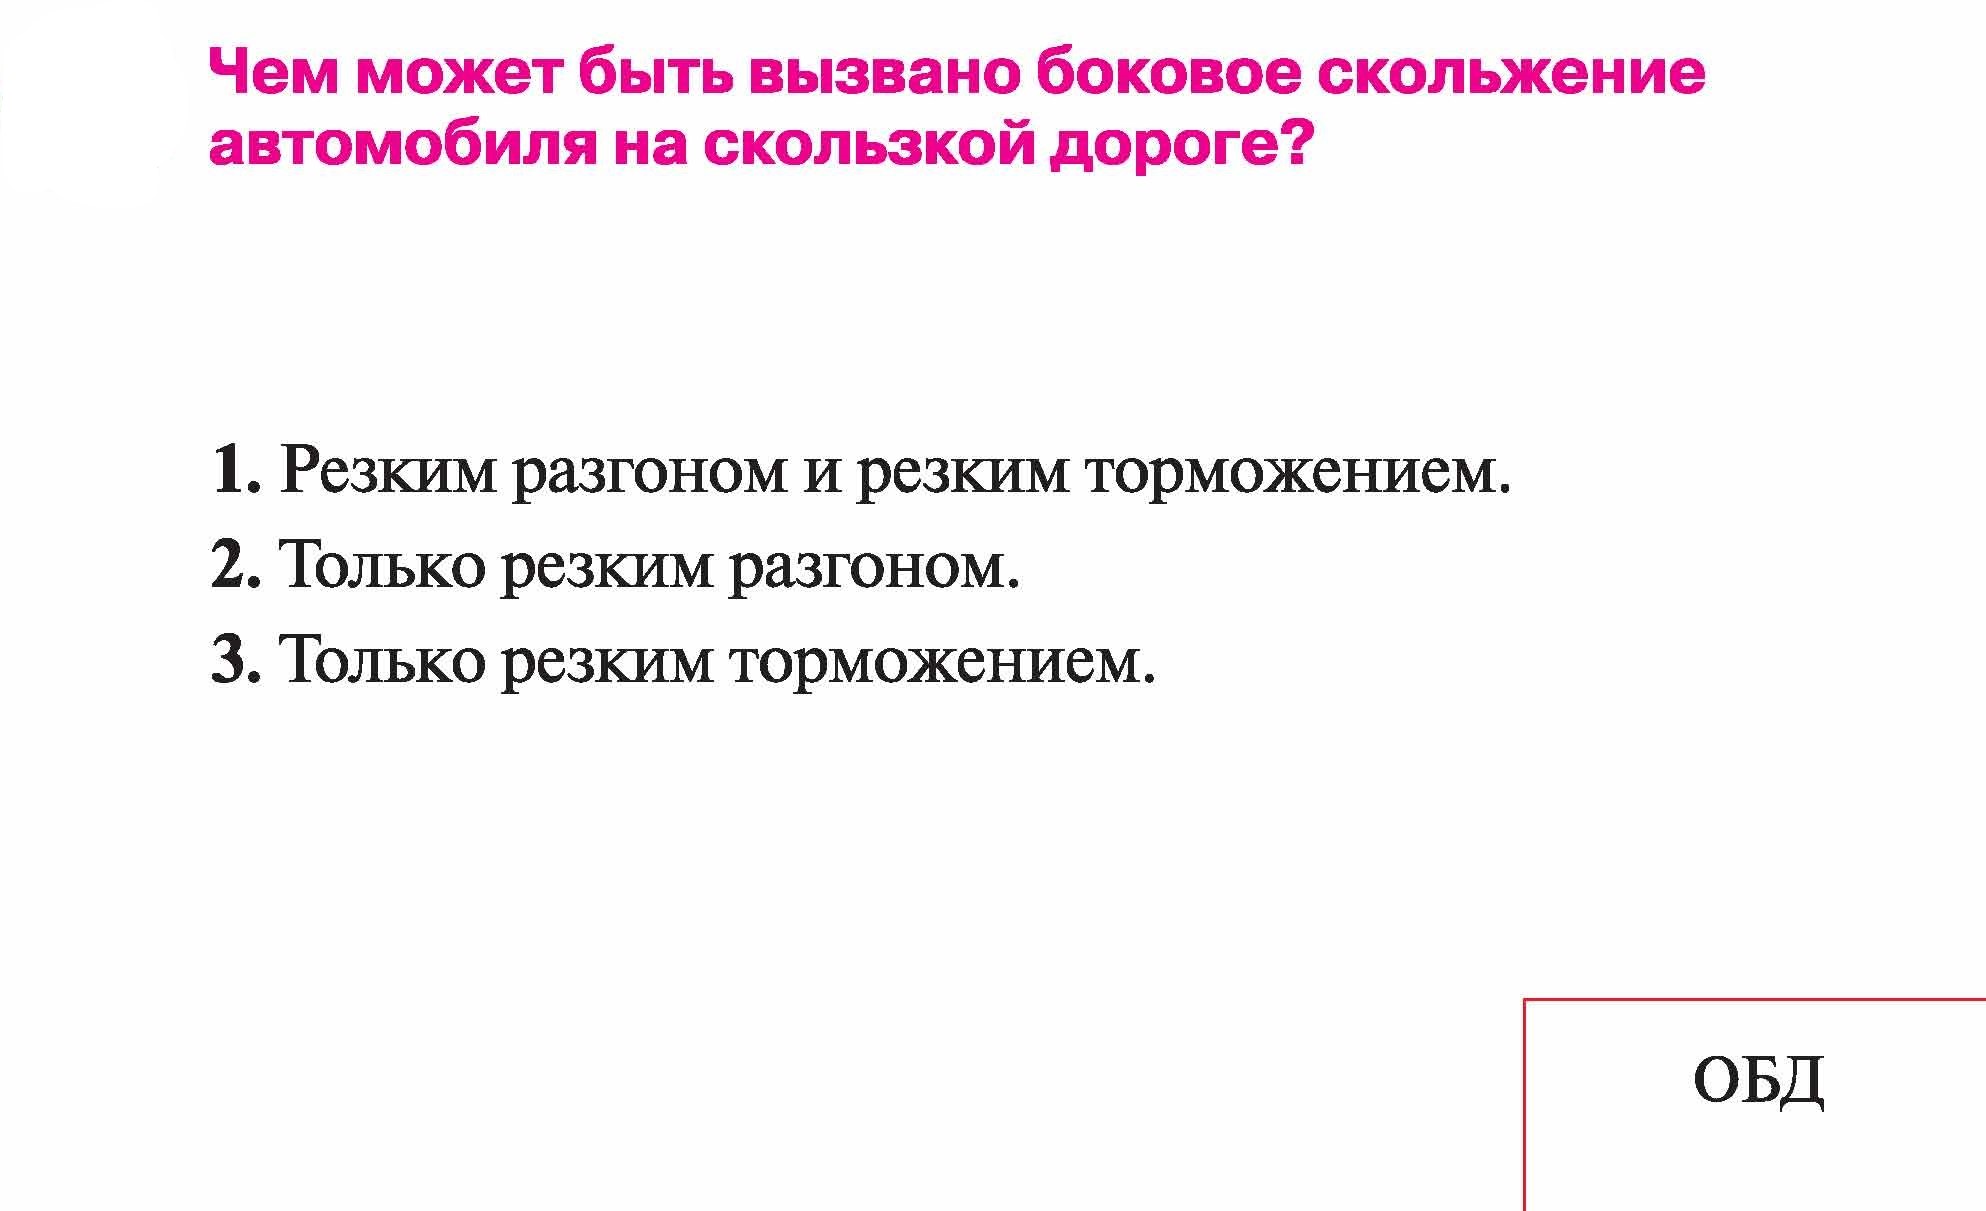 Чем может быть вызвано боковое скольжение
автомобиля на скользкой дороге?
1. Резким разгоном и резким торможением.
2. Только резким разгоном.
3. Только резким торможением.
ОБД